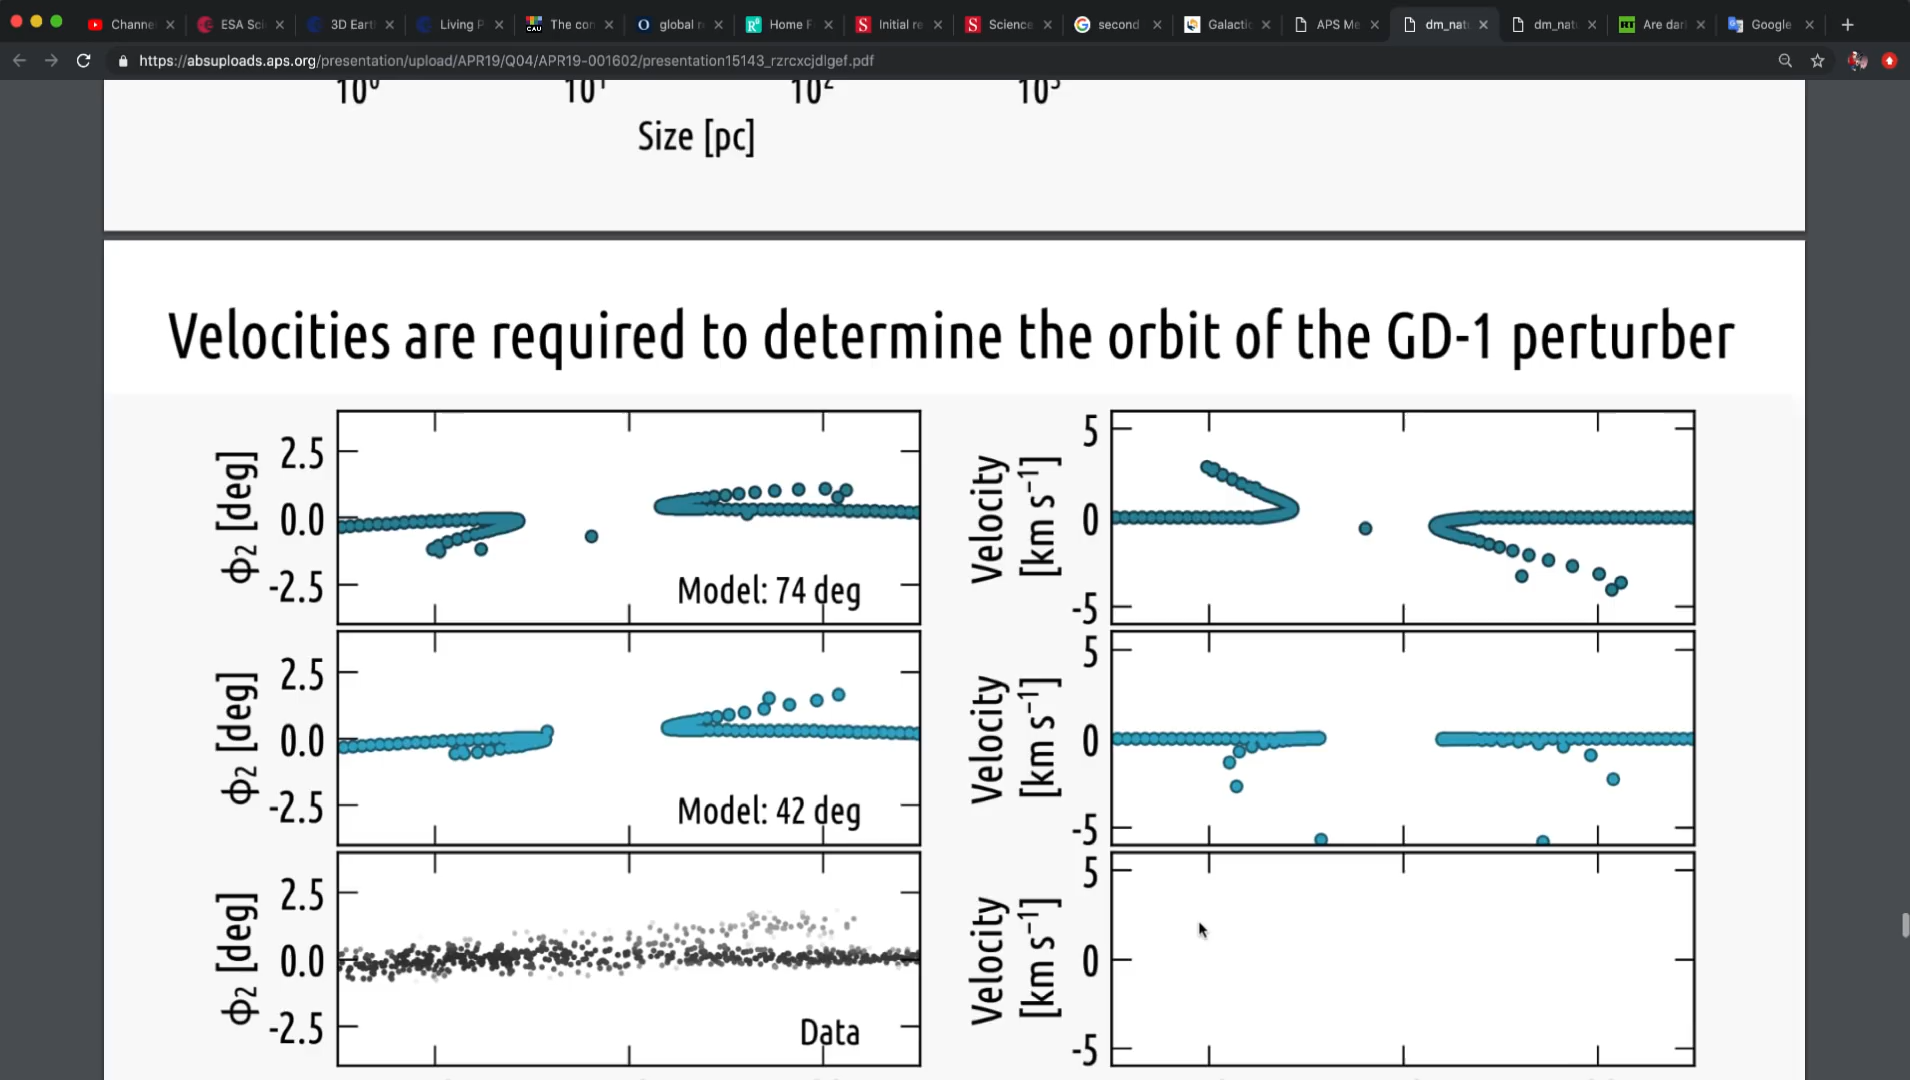 Channe
ESA Sci
3D Eart
Living P
The con
global n
Home F
Initial re
Science
second
Galactic
APS Me
dm_natu
dm_nat
Are dar
Google
https://absuploads.aps.org/presentation/upload/APR19/Q04/APR19-001602/presentation15143_rzrcxcjdlgef.pdf
10⁰ 10¹ 10² 10³
Size [pc]
Velocities are required to determine the orbit of the GD-1 perturber
ϕ₂ [deg]
2.5
0.0
-2.5
Model: 74 deg
Velocity
[km s⁻¹]
5
0
-5
ϕ₂ [deg]
2.5
0.0
-2.5
Model: 42 deg
Velocity
[km s⁻¹]
5
0
-5
ϕ₂ [deg]
2.5
0.0
-2.5
Data
Velocity
[km s⁻¹]
5
0
-5